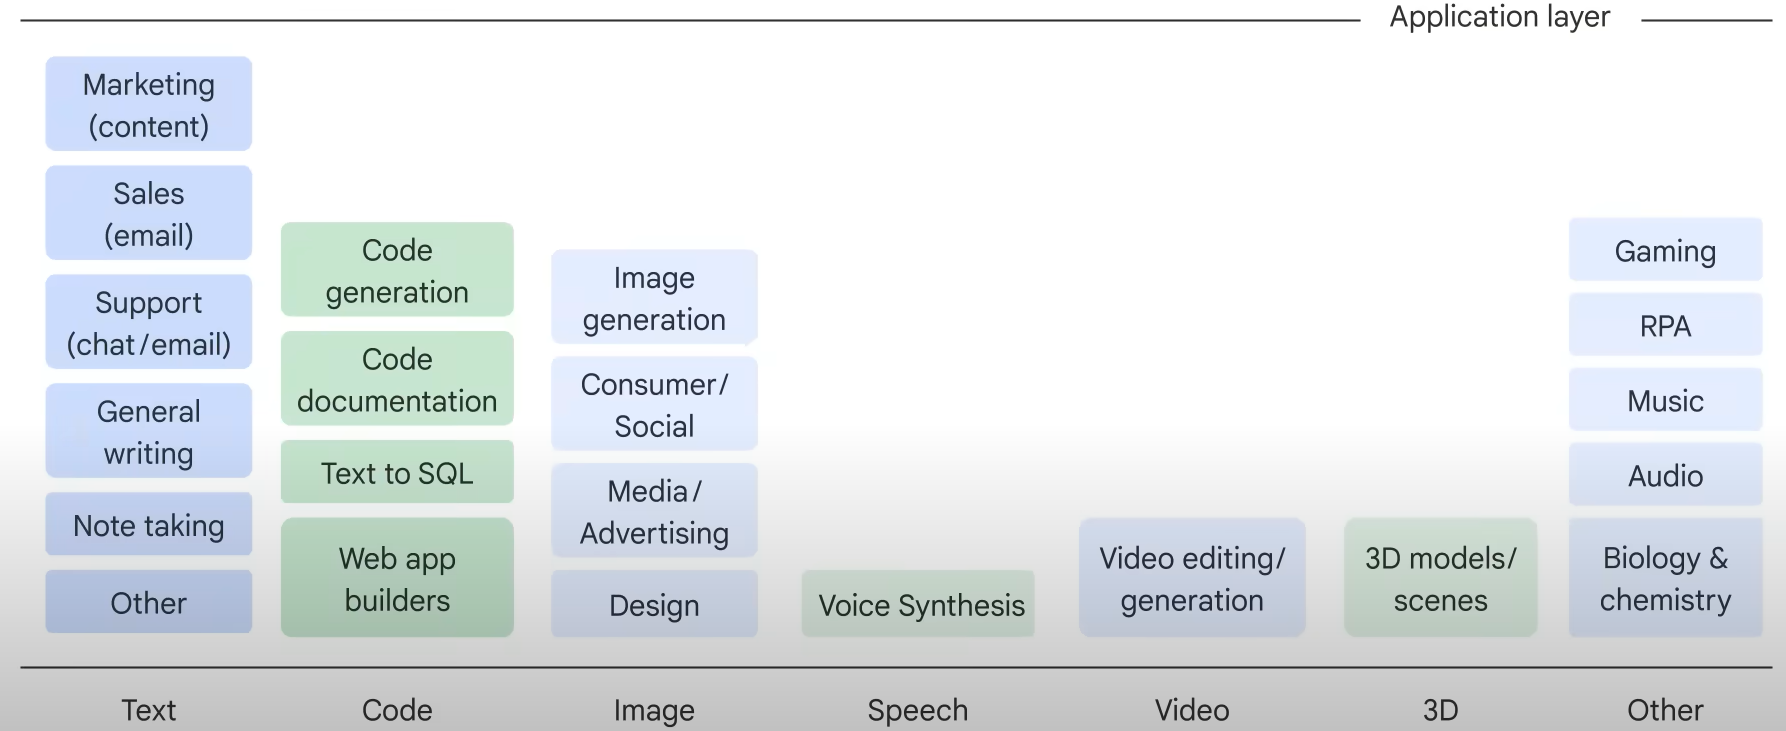 Application layer
Marketing
(content)
Sales
(email)
Support
(chat/email)
General
writing
Note taking
Other
Code
generation
Code
documentation
Text to SQL
Web app
builders
Image
generation
Consumer/
Social
Media/
Advertising
Design
Voice Synthesis
Video editing/
generation
3D models/
scenes
Gaming
RPA
Music
Audio
Biology &
chemistry
Text
Code
Image
Speech
Video
3D
Other